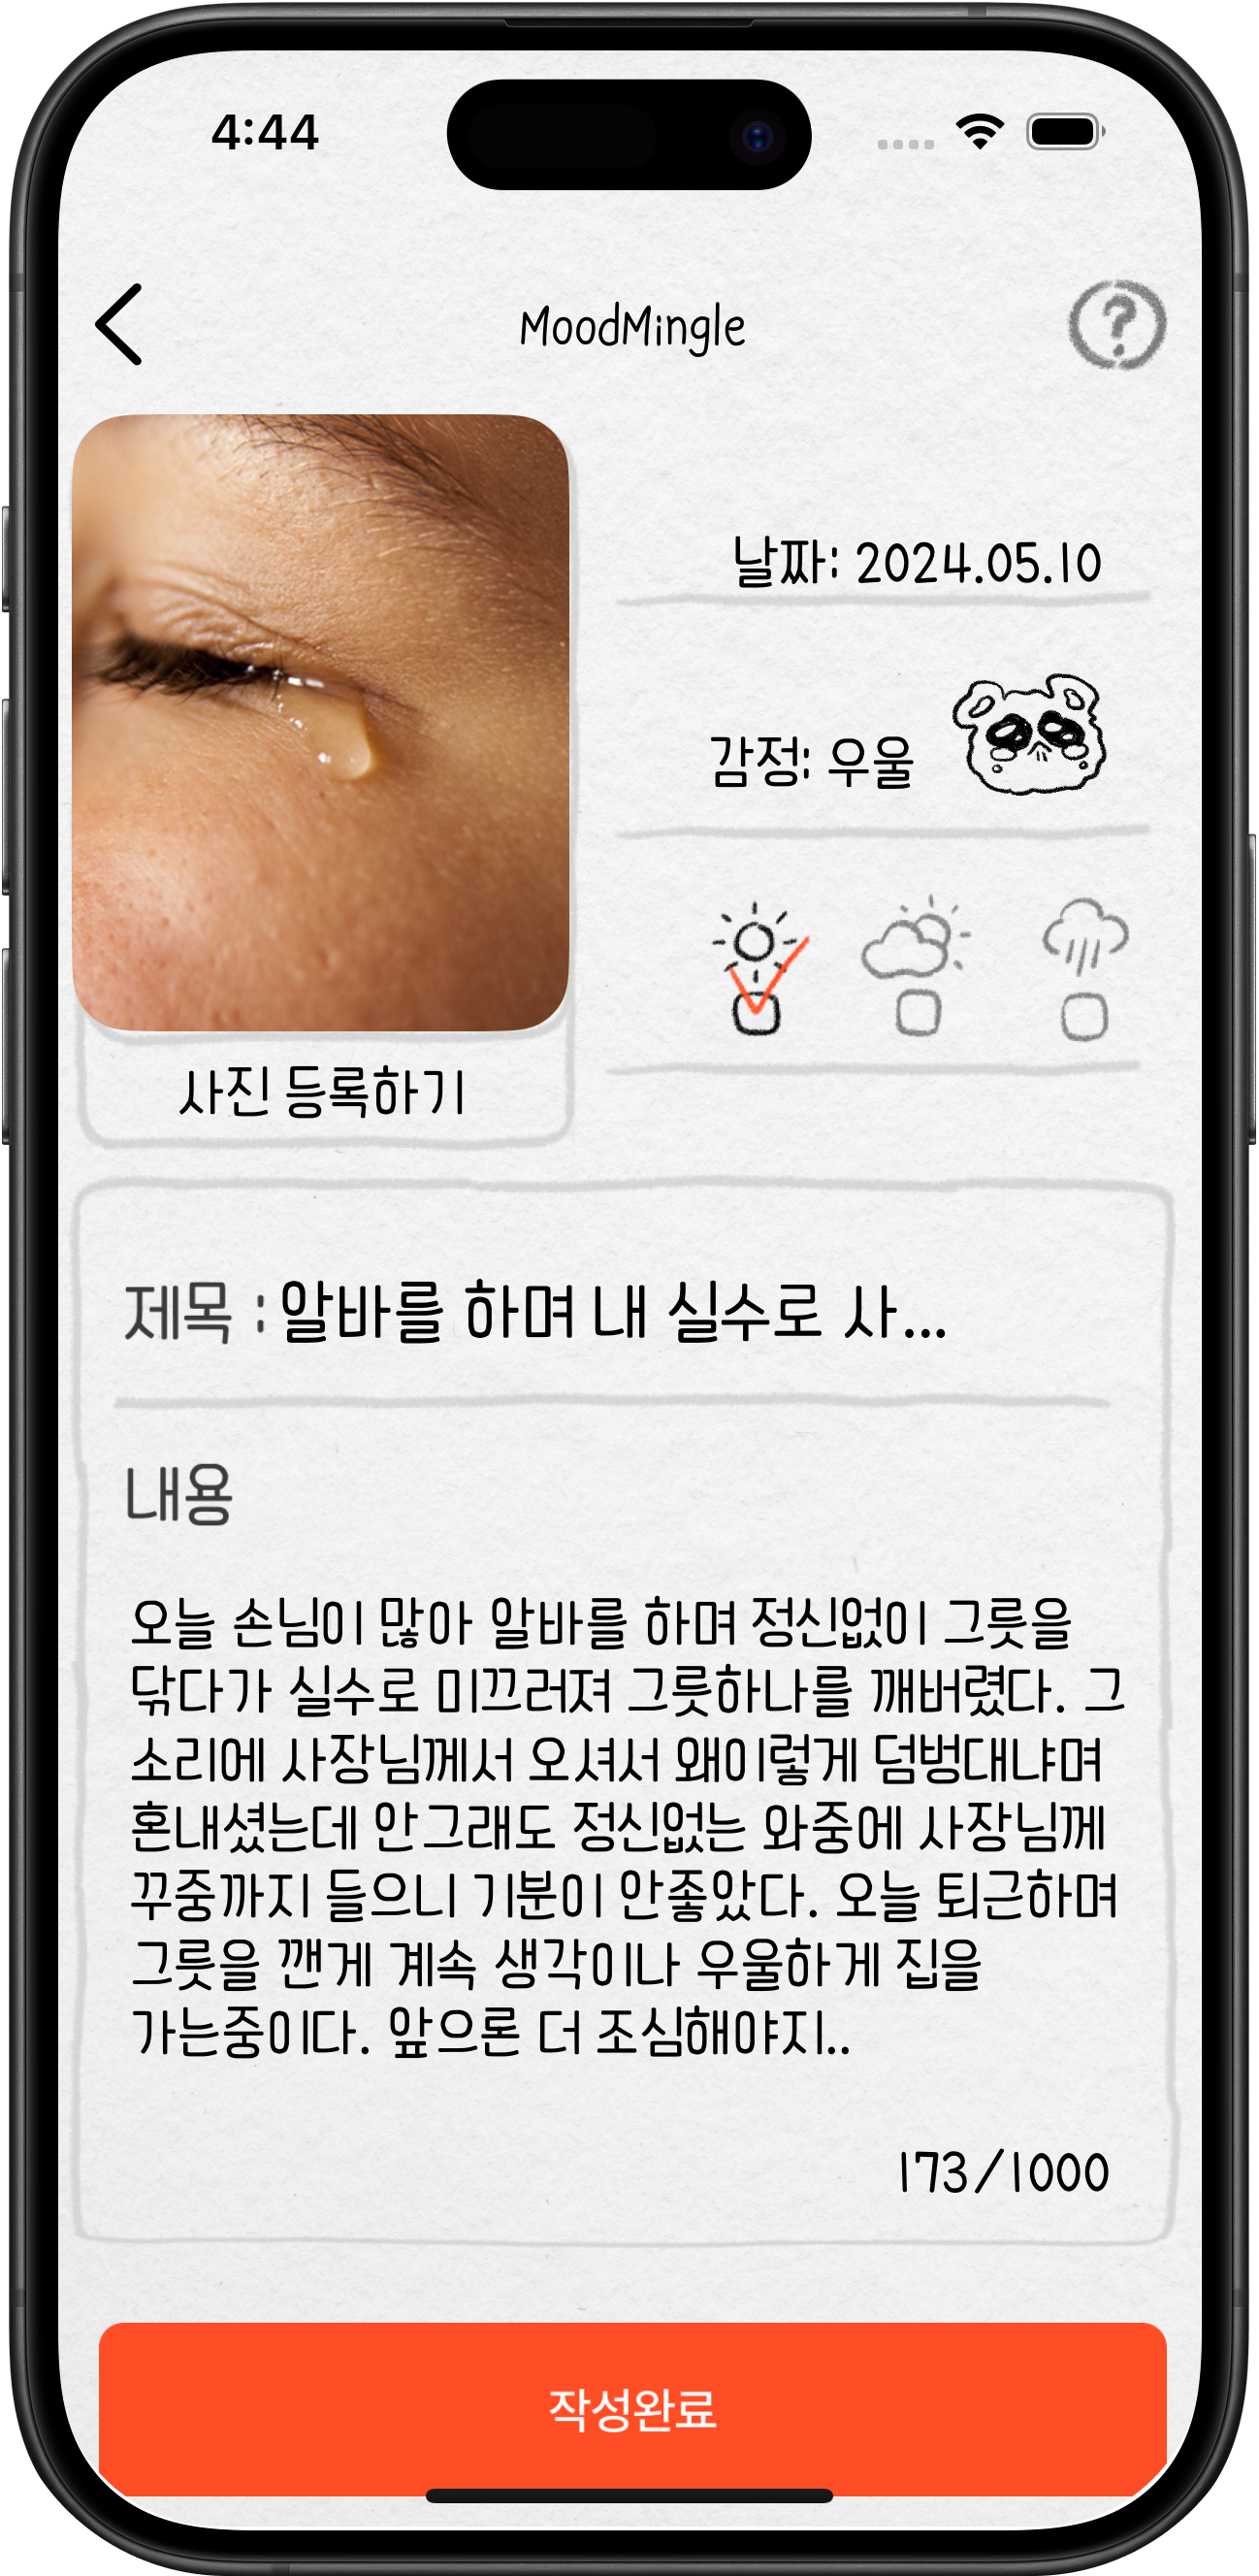 4:44
MoodMingle
?
날짜: 2024.05.10
감정: 우울
사진 등록하기
제목 : 알바를 하며 내 실수로 사...
내용
오늘 손님이 많아 알바를 하며 정신없이 그릇을
닦다가 실수로 미끄러져 그릇하나를 깨버렸다. 그
소리에 사장님께서 오셔서 왜이렇게 덤벙대냐며
혼내셨는데 안그래도 정신없는 와중에 사장님께
꾸중까지 들으니 기분이 안좋았다. 오늘 퇴근하며
그릇을 깬게 계속 생각이나 우울하게 집을
가는중이다. 앞으론 더 조심해야지..
173/1000
작성완료